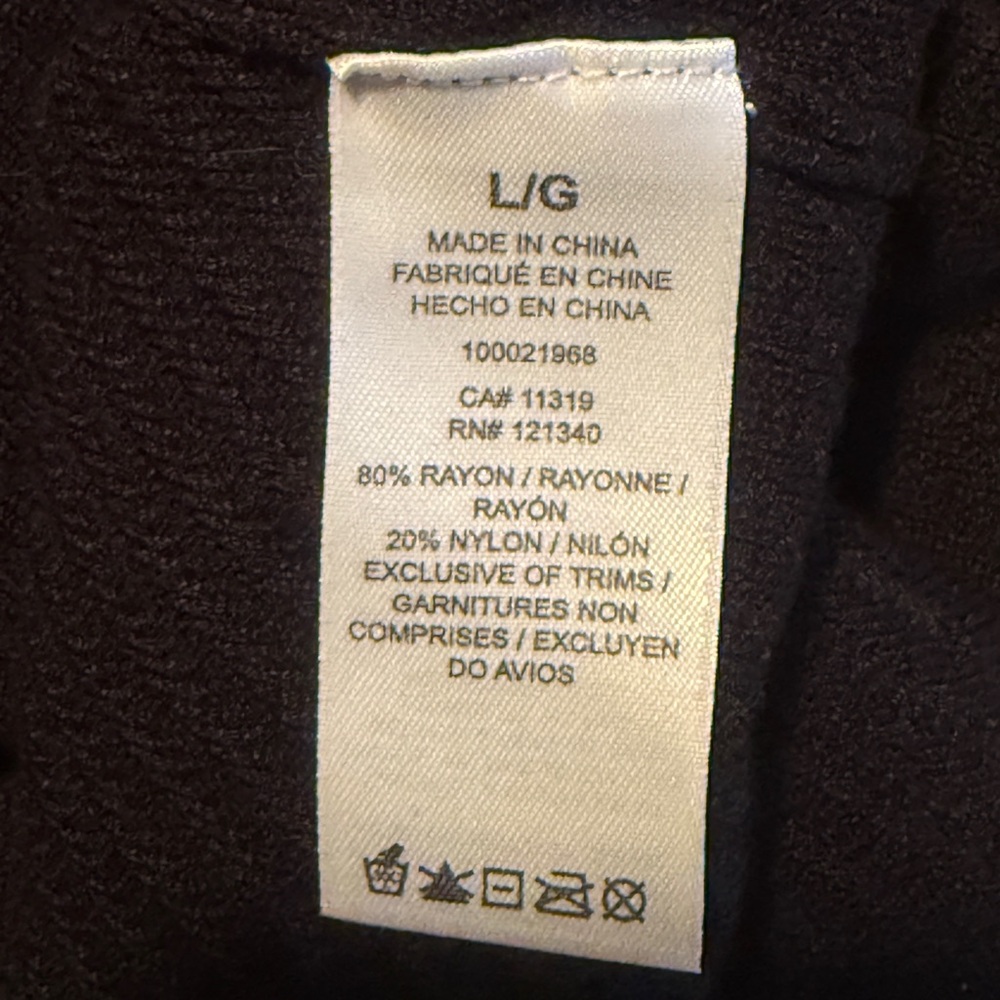 L/G
MADE IN CHINA
FABRIQUÉ EN CHINE
HECHO EN CHINA
100021968
CA# 11319
RN# 121340
80% RAYON / RAYONNE /
RAYÓN
20% NYLON / NILÓN
EXCLUSIVE OF TRIMS /
GARNITURES NON
COMPRISES / EXCLUYEN
DO AVIOS